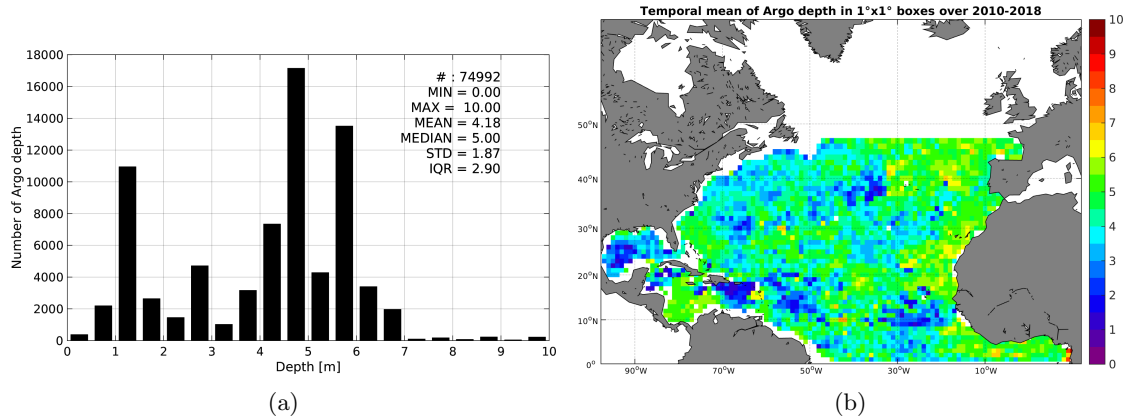 18000
16000
14000
12000
10000
8000
6000
4000
2000
0
Number of Argo depth
# : 74992
MIN = 0.00
MAX = 10.00
MEAN = 4.18
MEDIAN = 5.00
STD = 1.87
IQR = 2.90
0 1 2 3 4 5 6 7 8 9 10
Depth [m]
(a)
Temporal mean of Argo depth in 1°x1° boxes over 2010-2018
50°N
40°N
30°N
20°N
10°N
0°
90°W 70°W 50°W 30°W 10°W
10
9
8
7
6
5
4
3
2
1
0
(b)